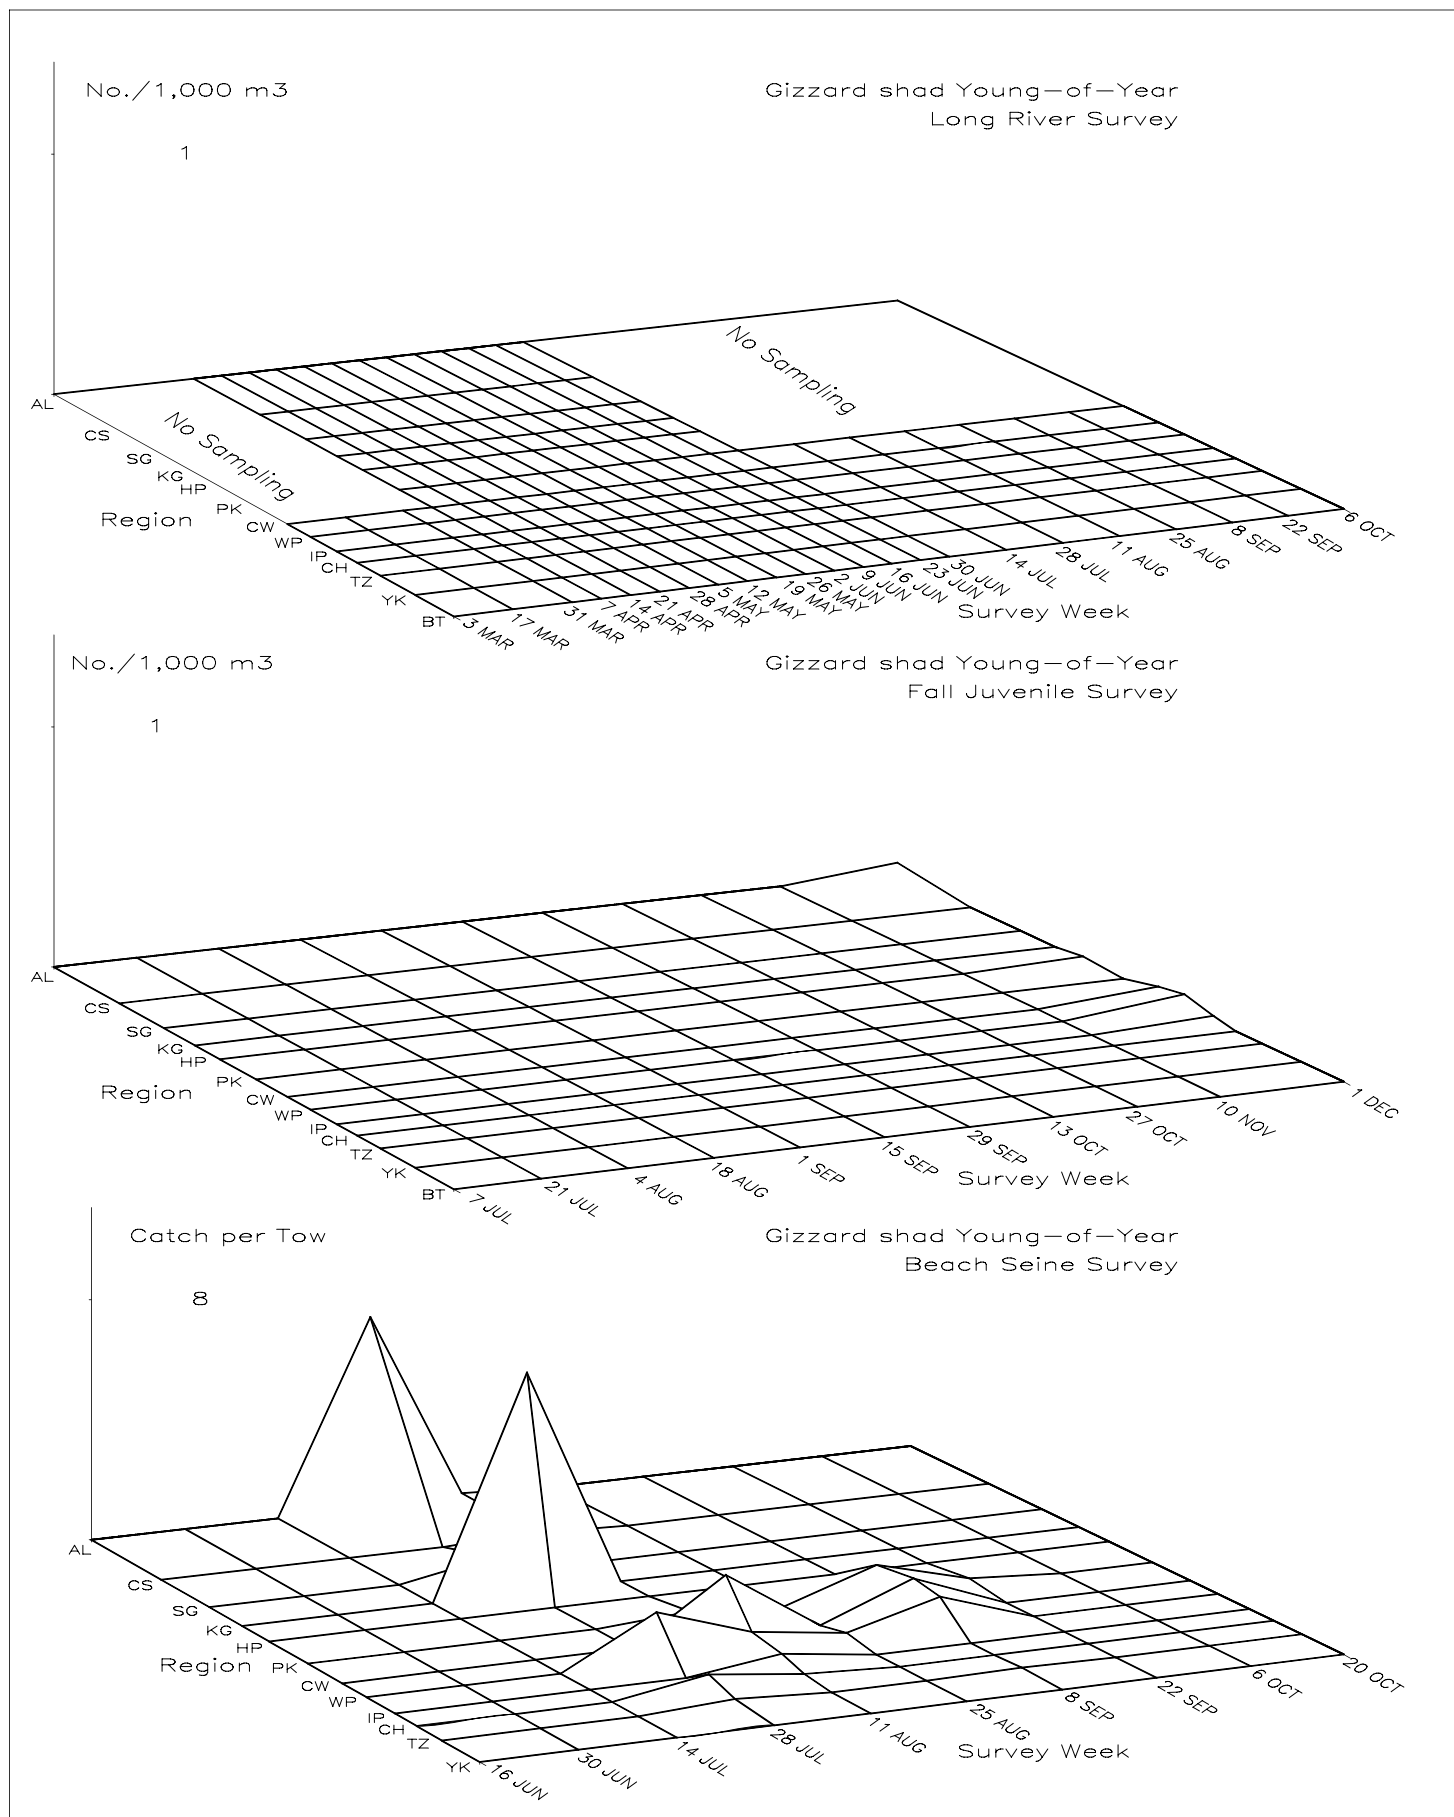 No./1,000 m3
Gizzard shad Young-of-Year
Long River Survey
1
No Sampling
No Sampling
AL
CS
SG
KG
HP
PK
CW
WP
IP
CH
TZ
YK
BT
Region
3 MAR
17 MAR
31 MAR
7 APR
14 APR
21 APR
28 APR
5 MAY
12 MAY
19 MAY
26 MAY
2 JUN
9 JUN
16 JUN
23 JUN
30 JUN
14 JUL
28 JUL
11 AUG
25 AUG
8 SEP
22 SEP
6 OCT
Survey Week
No./1,000 m3
Gizzard shad Young-of-Year
Fall Juvenile Survey
1
AL
CS
SG
KG
HP
PK
CW
WP
IP
CH
TZ
YK
BT
Region
7 JUL
21 JUL
4 AUG
18 AUG
1 SEP
15 SEP
29 SEP
13 OCT
27 OCT
10 NOV
1 DEC
Survey Week
Catch per Tow
Gizzard shad Young-of-Year
Beach Seine Survey
8
AL
CS
SG
KG
HP
PK
CW
WP
IP
CH
TZ
YK
Region
16 JUN
30 JUN
14 JUL
28 JUL
11 AUG
25 AUG
8 SEP
22 SEP
6 OCT
20 OCT
Survey Week